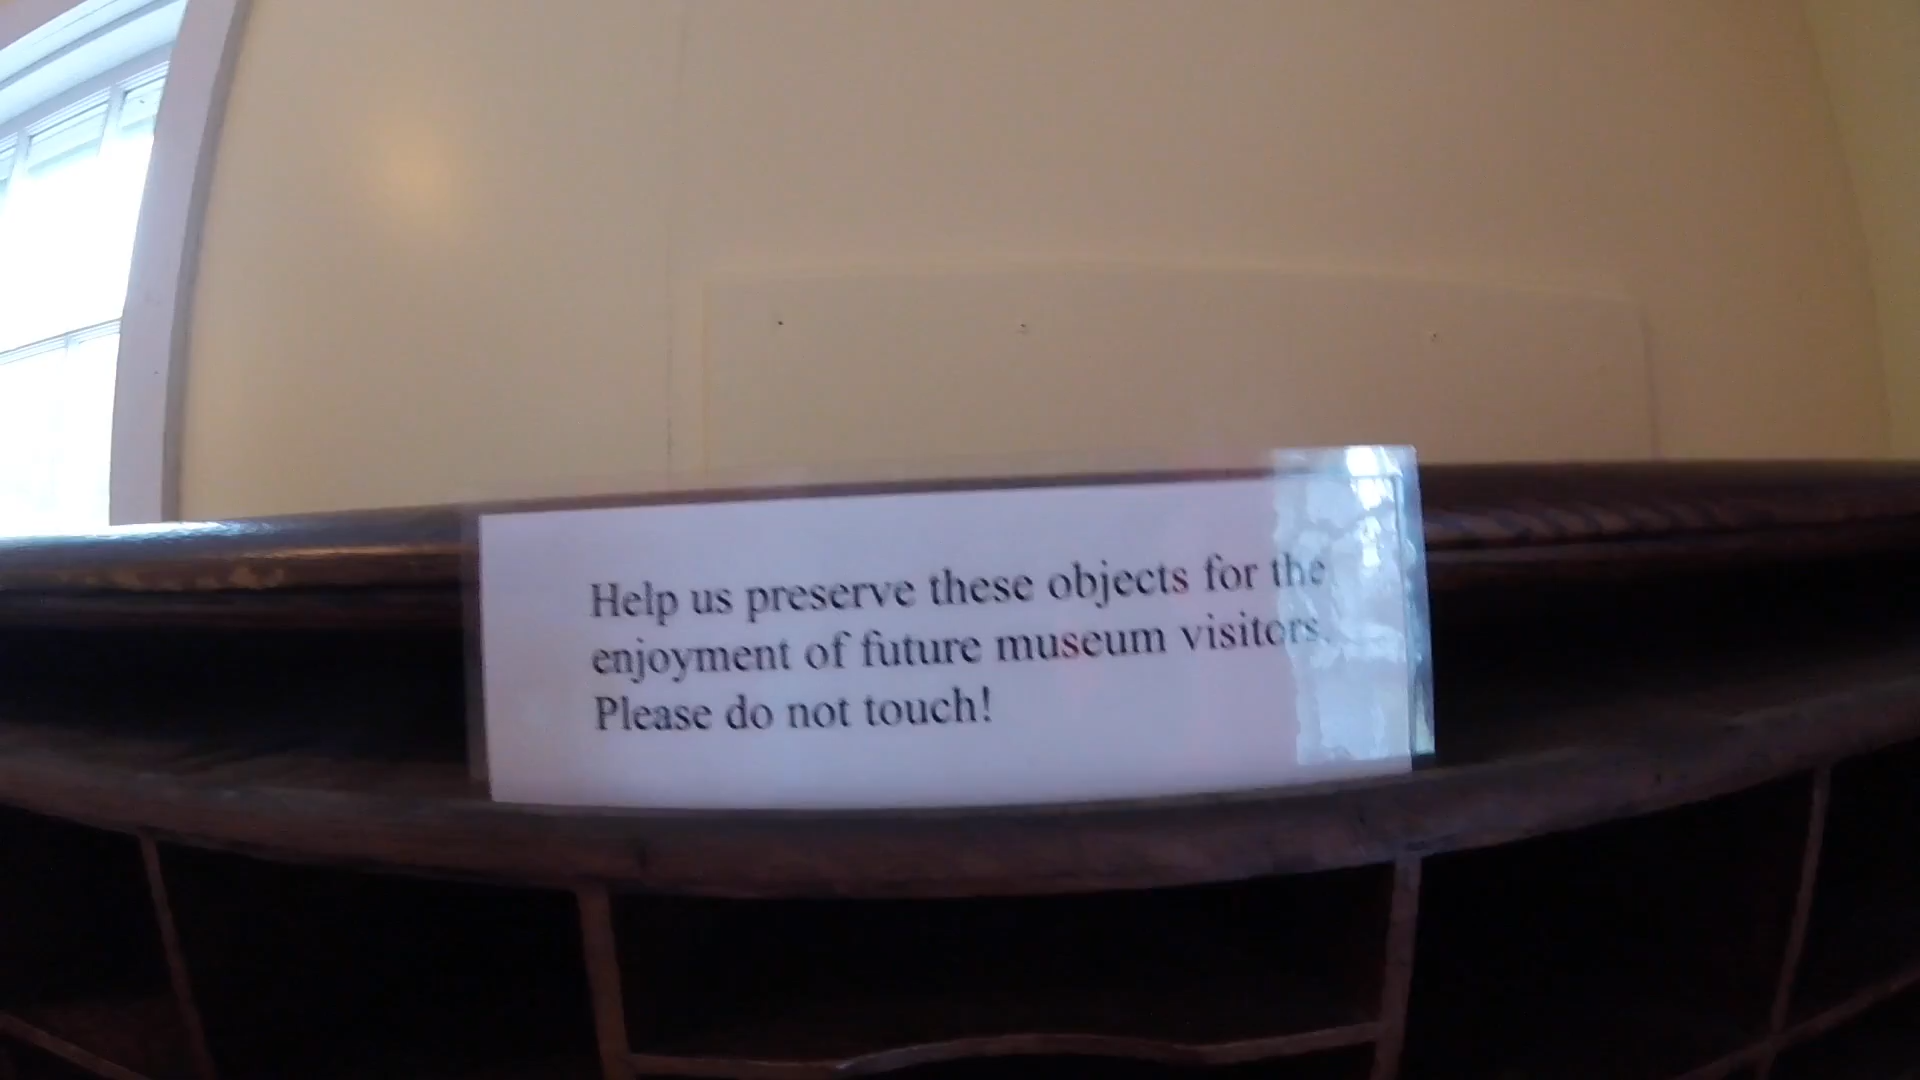 Help us preserve these objects for the
enjoyment of future museum visitors.
Please do not touch!